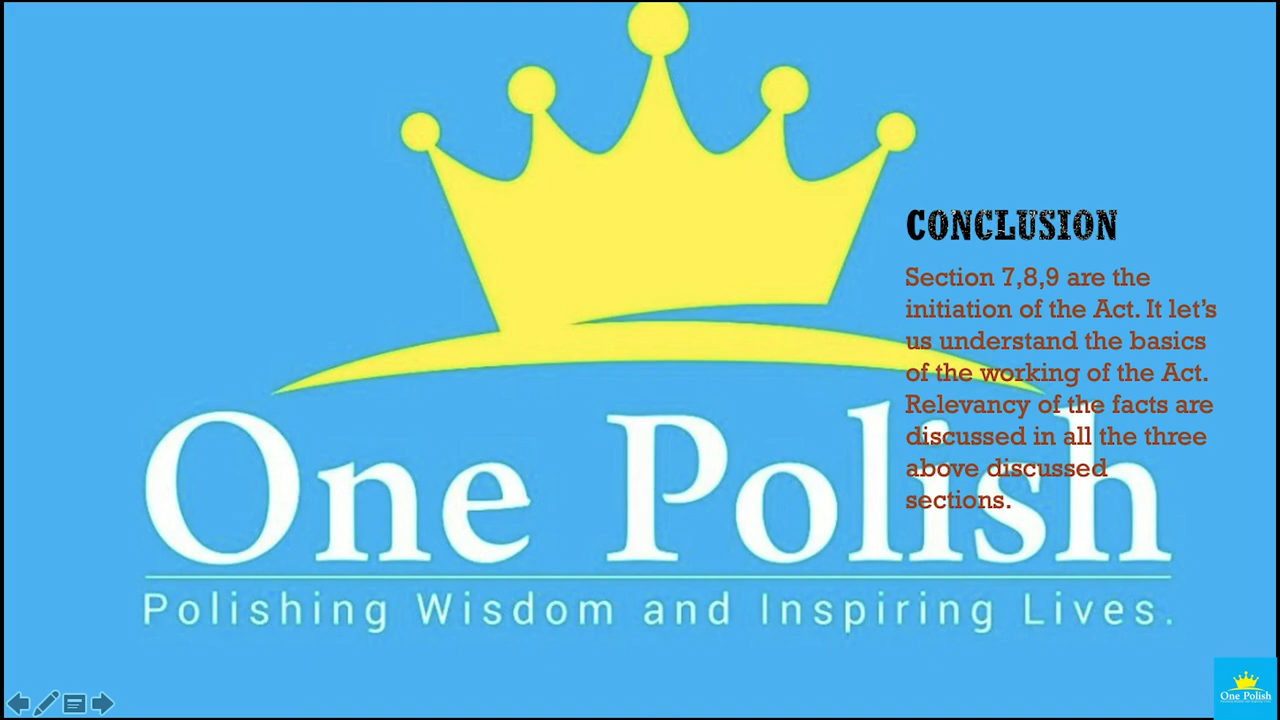 CONCLUSION
Section 7,8,9 are the
initiation of the Act. It let's
us understand the basics
of the working of the Act.
Relevancy of the facts are
discussed in all the three
above discussed
sections.
One Polish
Polishing Wisdom and Inspiring Lives.
One Polish